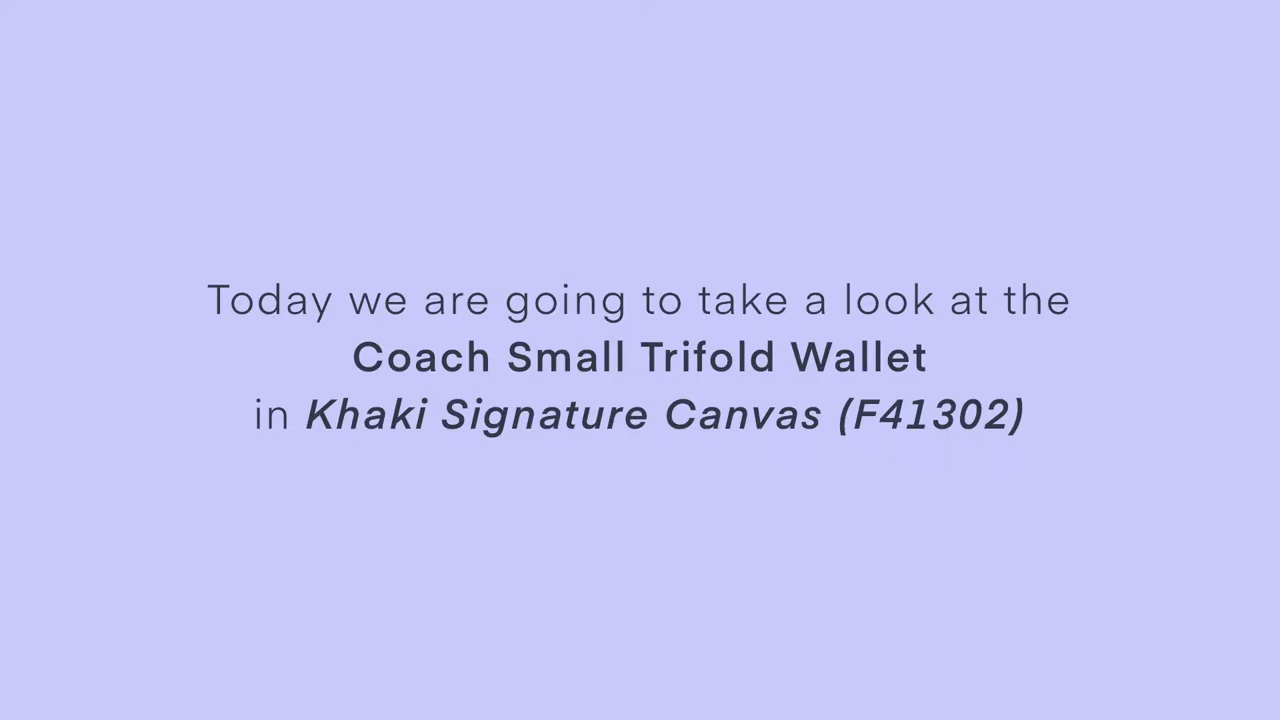 Today we are going to take a look at the
Coach Small Trifold Wallet
in Khaki Signature Canvas (F41302)